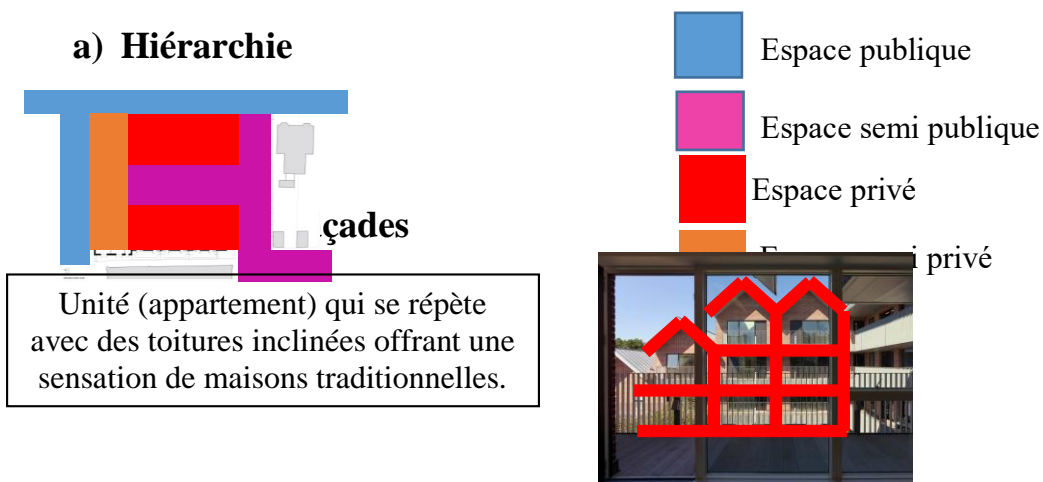 a) Hiérarchie
Espace publique
Espace semi publique
Espace privé
çades
i privé
Unité (appartement) qui se répète
avec des toitures inclinées offrant une
sensation de maisons traditionnelles.